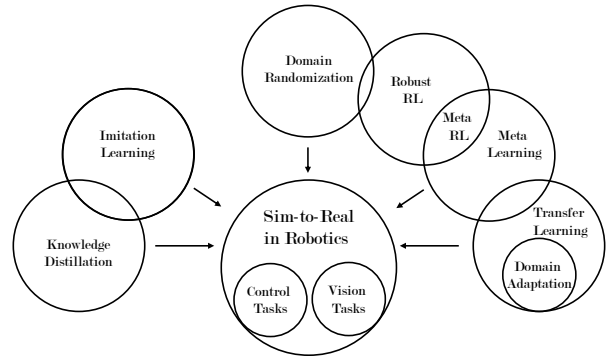 Domain
Randomization
Robust
RL
Meta
RL
Meta
Learning
Imitation
Learning
Transfer
Learning
Knowledge
Distillation
Sim-to-Real
in Robotics
Domain
Adaptation
Control
Tasks
Vision
Tasks